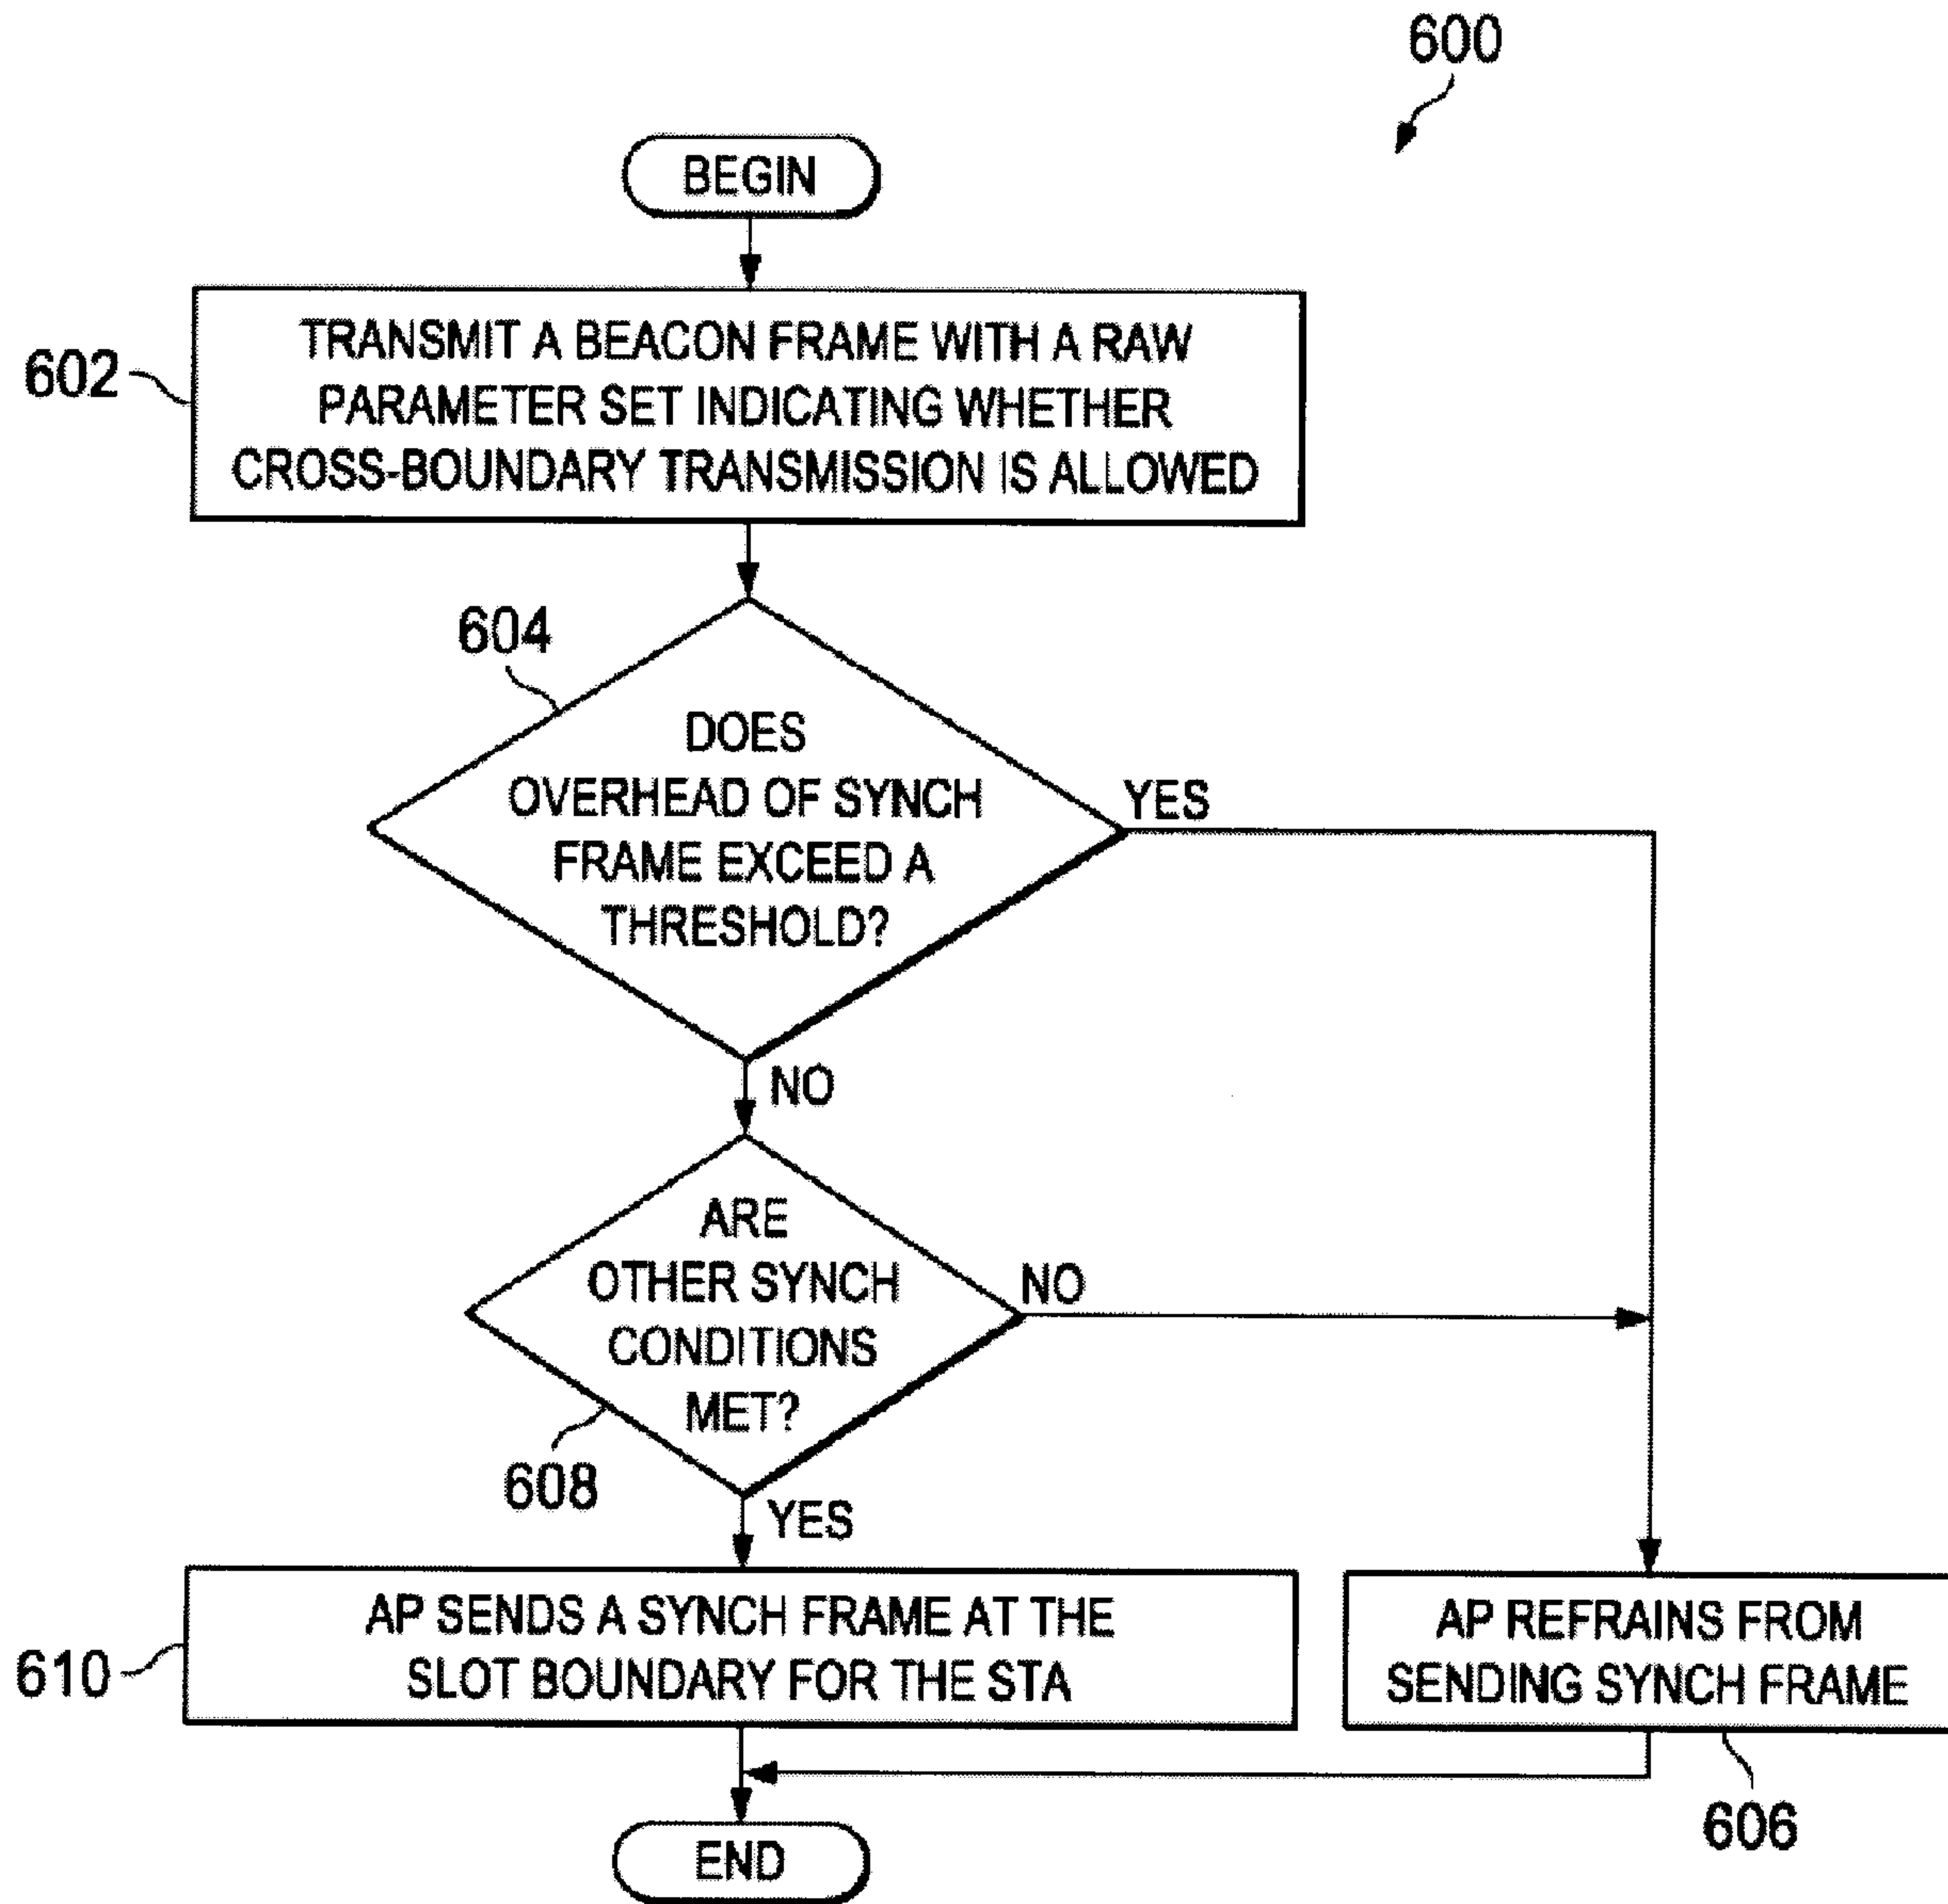 600
BEGIN
602
TRANSMIT A BEACON FRAME WITH A RAW
PARAMETER SET INDICATING WHETHER
CROSS-BOUNDARY TRANSMISSION IS ALLOWED
604
DOES
OVERHEAD OF SYNCH
FRAME EXCEED A
THRESHOLD?
YES
NO
ARE
OTHER SYNCH
CONDITIONS
MET?
NO
608
YES
610
AP SENDS A SYNCH FRAME AT THE
SLOT BOUNDARY FOR THE STA
AP REFRAINS FROM
SENDING SYNCH FRAME
606
END